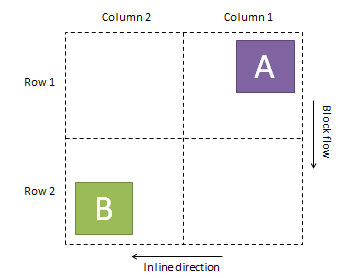 Column 2 Column 1
A
Row 1
Block flow
Row 2
B
Inline direction